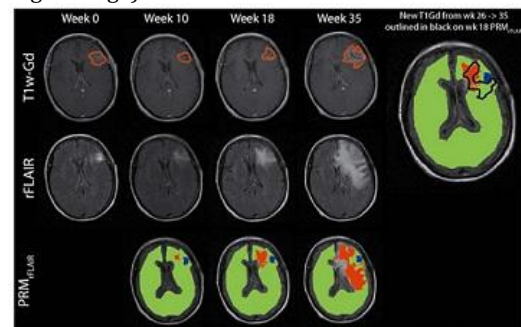 Week 0 Week 10 Week 18 Week 35
New T1Gd from wk 26 -> 35
outlined in black on wk 18 PRMrFLAIR
T1w-Gd
rFLAIR
PRMrFLAIR